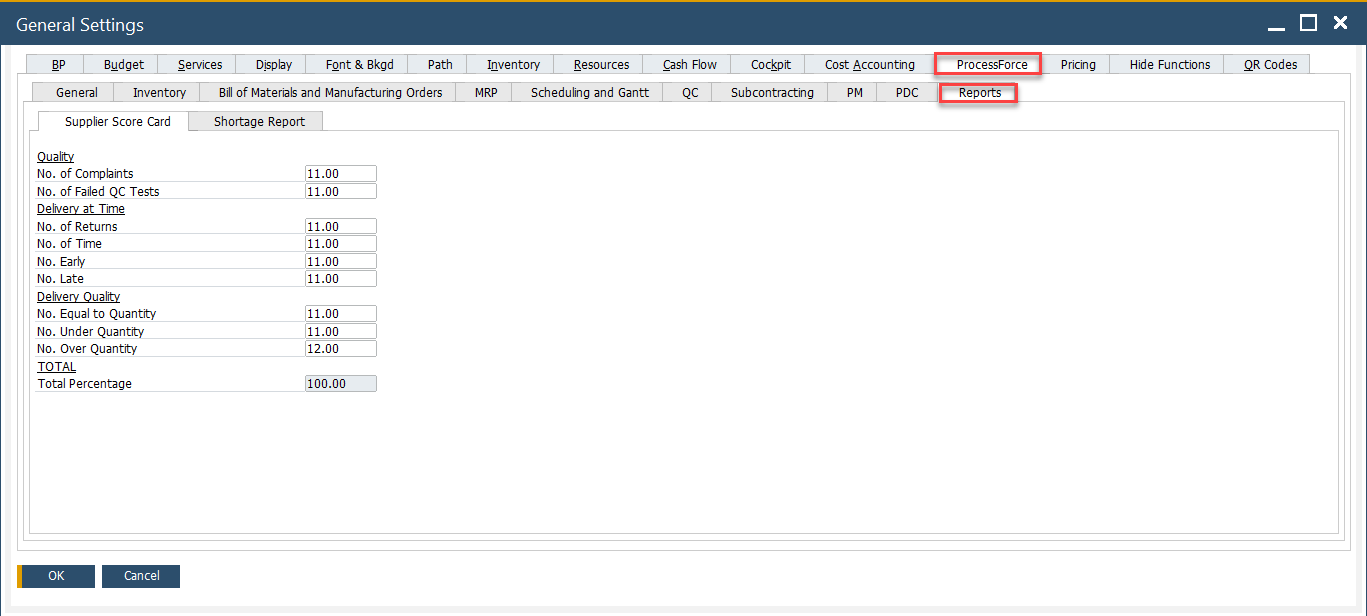 General Settings
BP Budget Services Display Font & Bkgd Path Inventory Resources Cash Flow Cockpit Cost Accounting ProcessForce Pricing Hide Functions QR Codes
General Inventory Bill of Materials and Manufacturing Orders MRP Scheduling and Gantt QC Subcontracting PM PDC Reports
Supplier Score Card Shortage Report
Quality
No. of Complaints 11.00
No. of Failed QC Tests 11.00
Delivery at Time
No. of Returns 11.00
No. of Time 11.00
No. Early 11.00
No. Late 11.00
Delivery Quality
No. Equal to Quantity 11.00
No. Under Quantity 11.00
No. Over Quantity 12.00
TOTAL
Total Percentage 100.00
OK Cancel